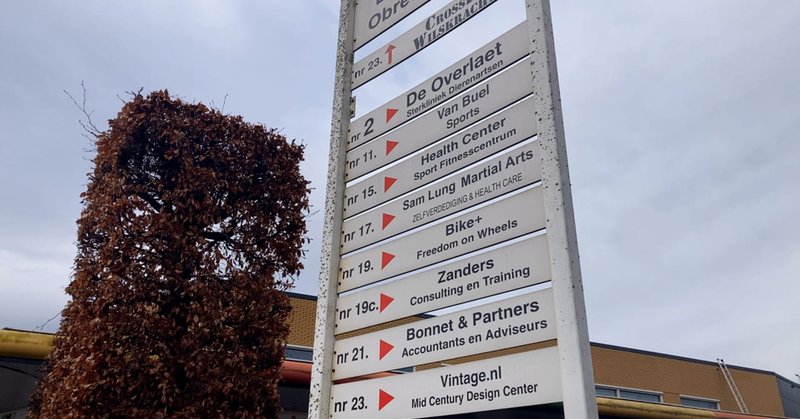 Obre
CROSSF
WILSKRACH
nr 23.
nr 2 De Overlaet
Sterkliniek Dierenartsen
nr 11. Van Buel
Sports
nr 15. Health Center
Sport Fitnesscentrum
nr 17. Sam Lung Martial Arts
ZELFVERDEDIGING & HEALTH CARE
nr 19. Bike+
Freedom on Wheels
nr 19c. Zanders
Consulting en Training
nr 21. Bonnet & Partners
Accountants en Adviseurs
nr 23. Vintage.nl
Mid Century Design Center